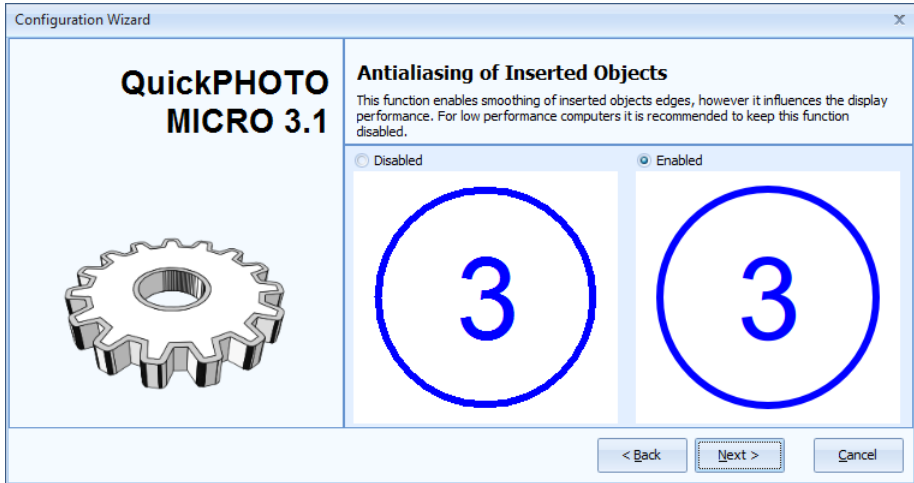 Configuration Wizard
x
QuickPHOTO
MICRO 3.1
Antialiasing of Inserted Objects
This function enables smoothing of inserted objects edges, however it influences the display
performance. For low performance computers it is recommended to keep this function
disabled.
Disabled
Enabled
3
3
< Back
Next >
Cancel